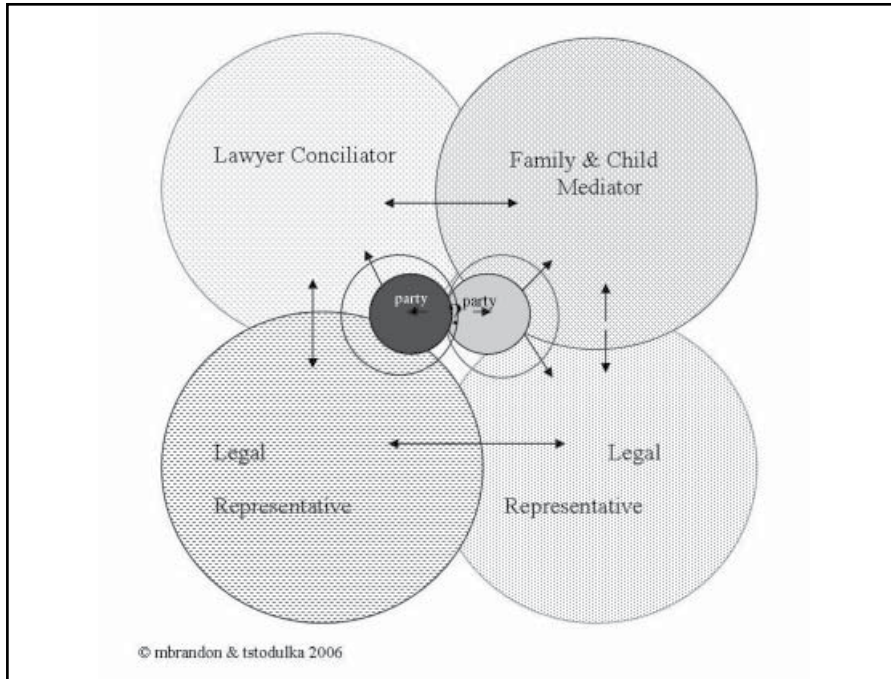 Lawyer Conciliator
Family & Child
Mediator
party
?
party
Legal
Representative
Legal
Representative
© mbrandon & tstodulka 2006